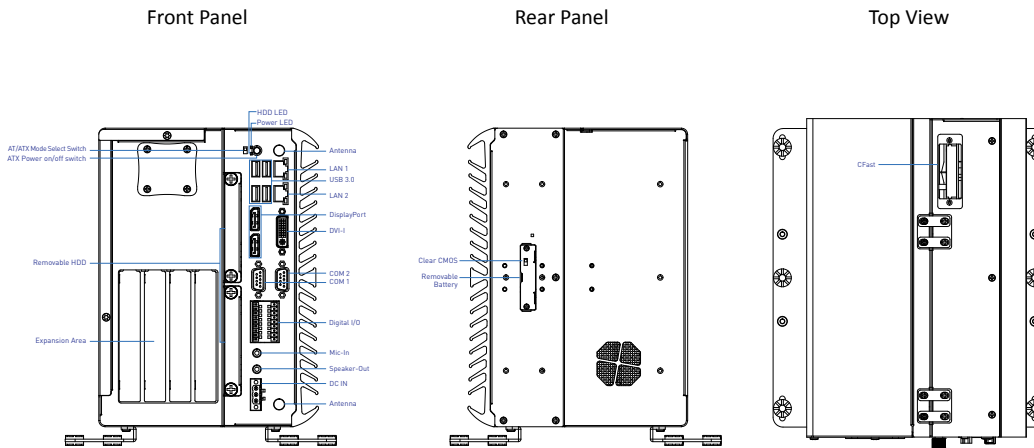 Front Panel
Rear Panel
Top View
HDD LED
Power LED
AT/ATX Mode Select Switch
ATX Power on/off switch
Antenna
LAN 1
USB 3.0
LAN 2
DisplayPort
DVI-I
Removable HDD
COM 2
COM 1
Digital I/O
Expansion Area
Mic-In
Speaker-Out
DC IN
Antenna
Clear CMOS
Removable
Battery
CFast